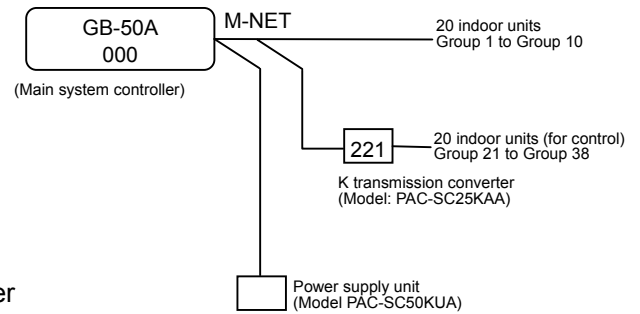 GB-50A
000
(Main system controller)
M-NET
20 indoor units
Group 1 to Group 10
221
20 indoor units (for control)
Group 21 to Group 38
K transmission converter
(Model: PAC-SC25KAA)
er
Power supply unit
(Model PAC-SC50KUA)